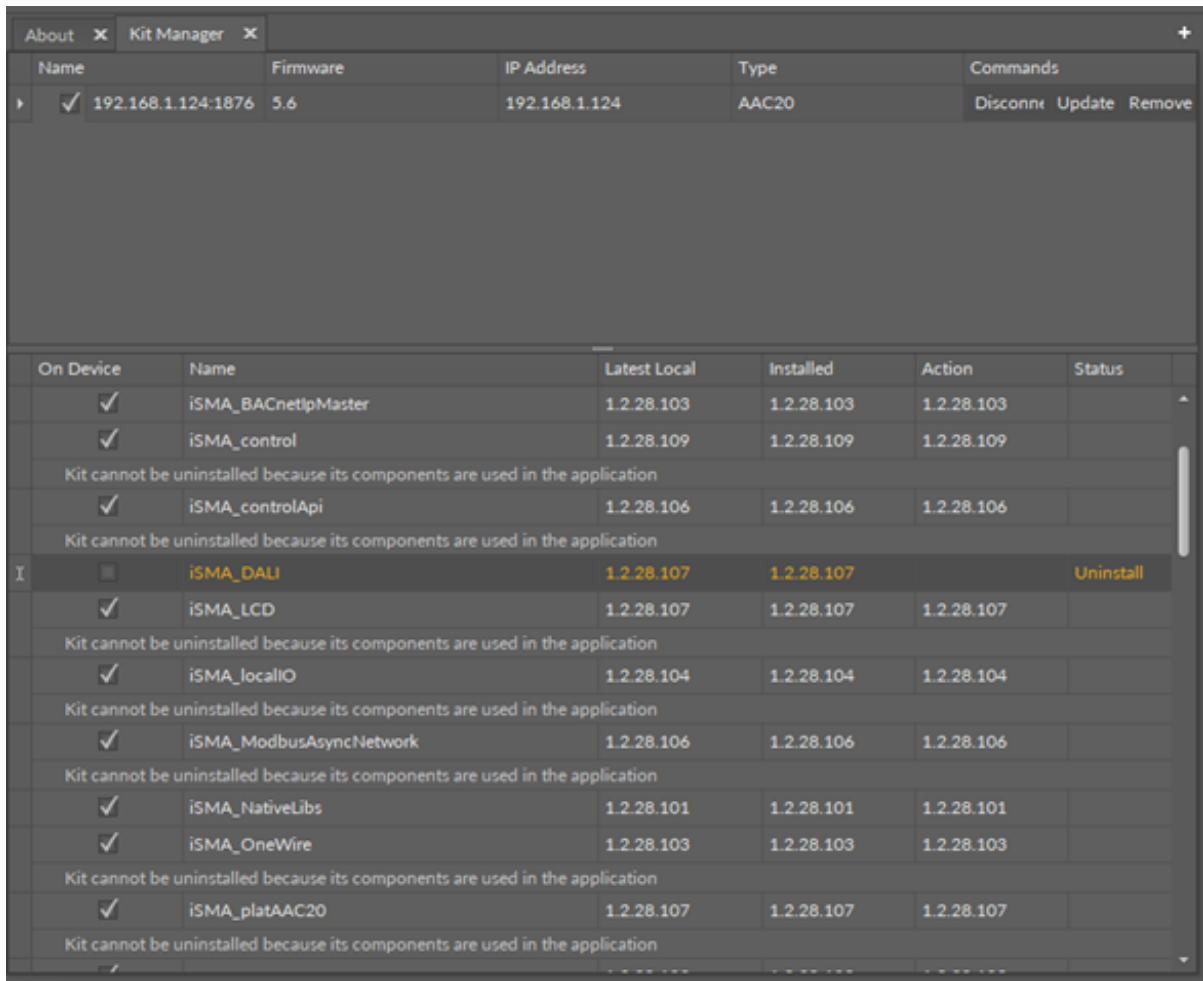 About Kit Manager
Name Firmware IP Address Type Commands
192.168.1.124:1876 5.6 192.168.1.124 AAC20 Disconne Update Remove
On Device Name Latest Local Installed Action Status
iSMA_BACnetIpMaster 1.2.28.103 1.2.28.103 1.2.28.103
iSMA_control 1.2.28.109 1.2.28.109 1.2.28.109
Kit cannot be uninstalled because its components are used in the application
iSMA_controlApi 1.2.28.106 1.2.28.106 1.2.28.106
Kit cannot be uninstalled because its components are used in the application
iSMA_DALI 1.2.28.107 1.2.28.107 Uninstall
iSMA_LCD 1.2.28.107 1.2.28.107 1.2.28.107
Kit cannot be uninstalled because its components are used in the application
iSMA_localIO 1.2.28.104 1.2.28.104 1.2.28.104
Kit cannot be uninstalled because its components are used in the application
iSMA_ModbusAsyncNetwork 1.2.28.106 1.2.28.106 1.2.28.106
Kit cannot be uninstalled because its components are used in the application
iSMA_NativeLibs 1.2.28.101 1.2.28.101 1.2.28.101
iSMA_OneWire 1.2.28.103 1.2.28.103 1.2.28.103
Kit cannot be uninstalled because its components are used in the application
iSMA_platAAC20 1.2.28.107 1.2.28.107 1.2.28.107
Kit cannot be uninstalled because its components are used in the application